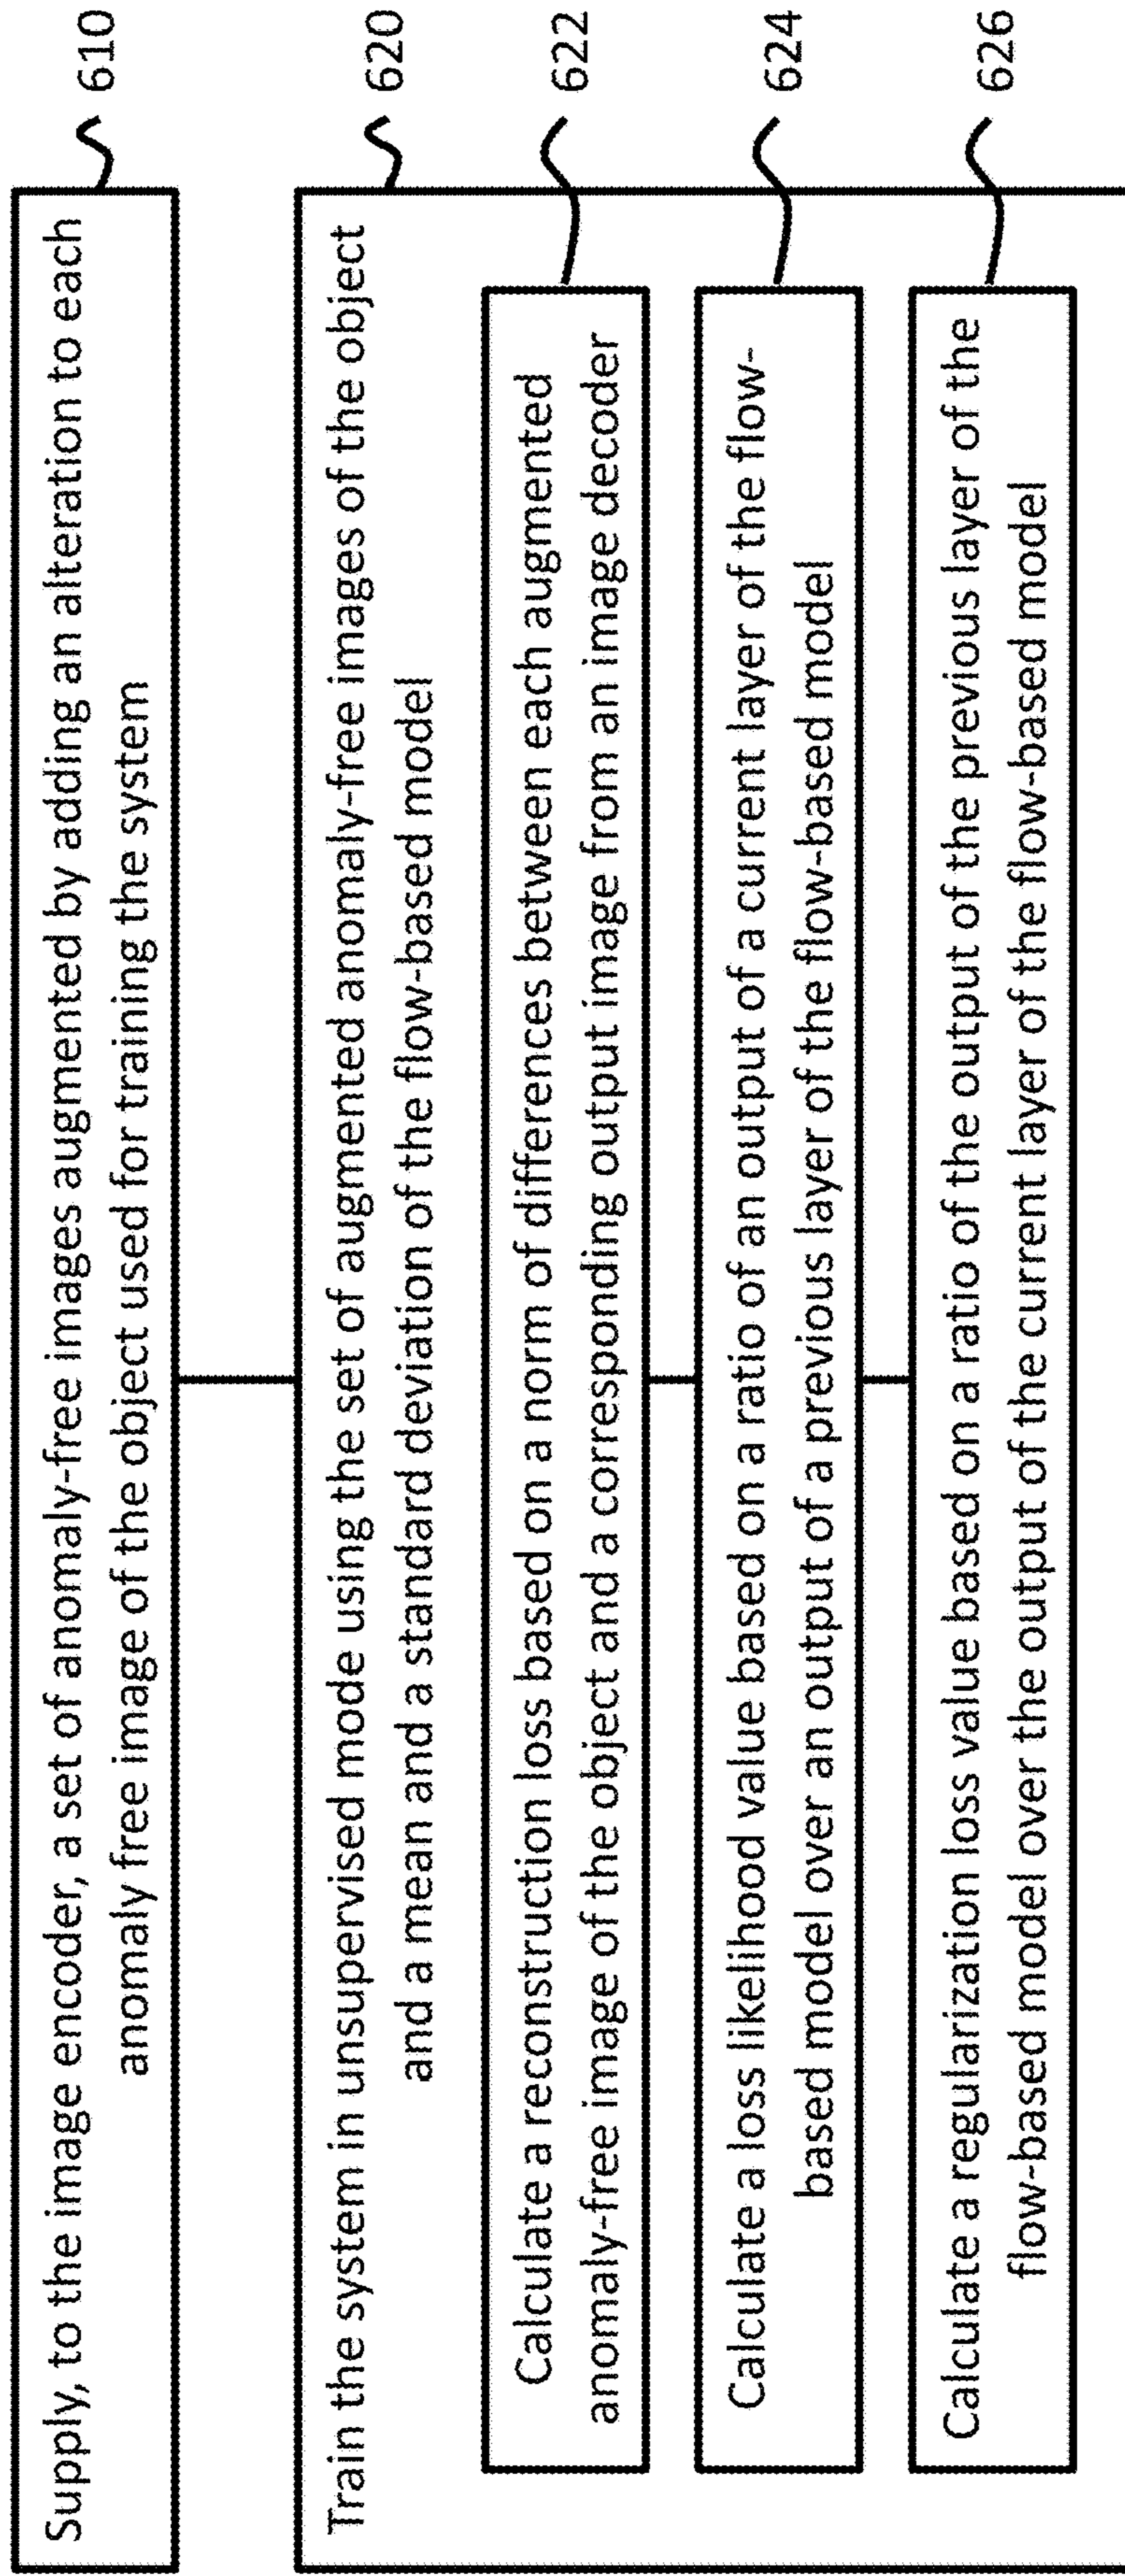 Supply, to the image encoder, a set of anomaly-free images augmented by adding an alteration to each
anomaly free image of the object used for training the system
610
Train the system in unsupervised mode using the set of augmented anomaly-free images of the object
and a mean and a standard deviation of the flow-based model
620
Calculate a reconstruction loss based on a norm of differences between each augmented
anomaly-free image of the object and a corresponding output image from an image decoder
622
Calculate a loss likelihood value based on a ratio of an output of a current layer of the flow-
based model over an output of a previous layer of the flow-based model
624
Calculate a regularization loss value based on a ratio of the output of the previous layer of the
flow-based model over the output of the current layer of the flow-based model
626